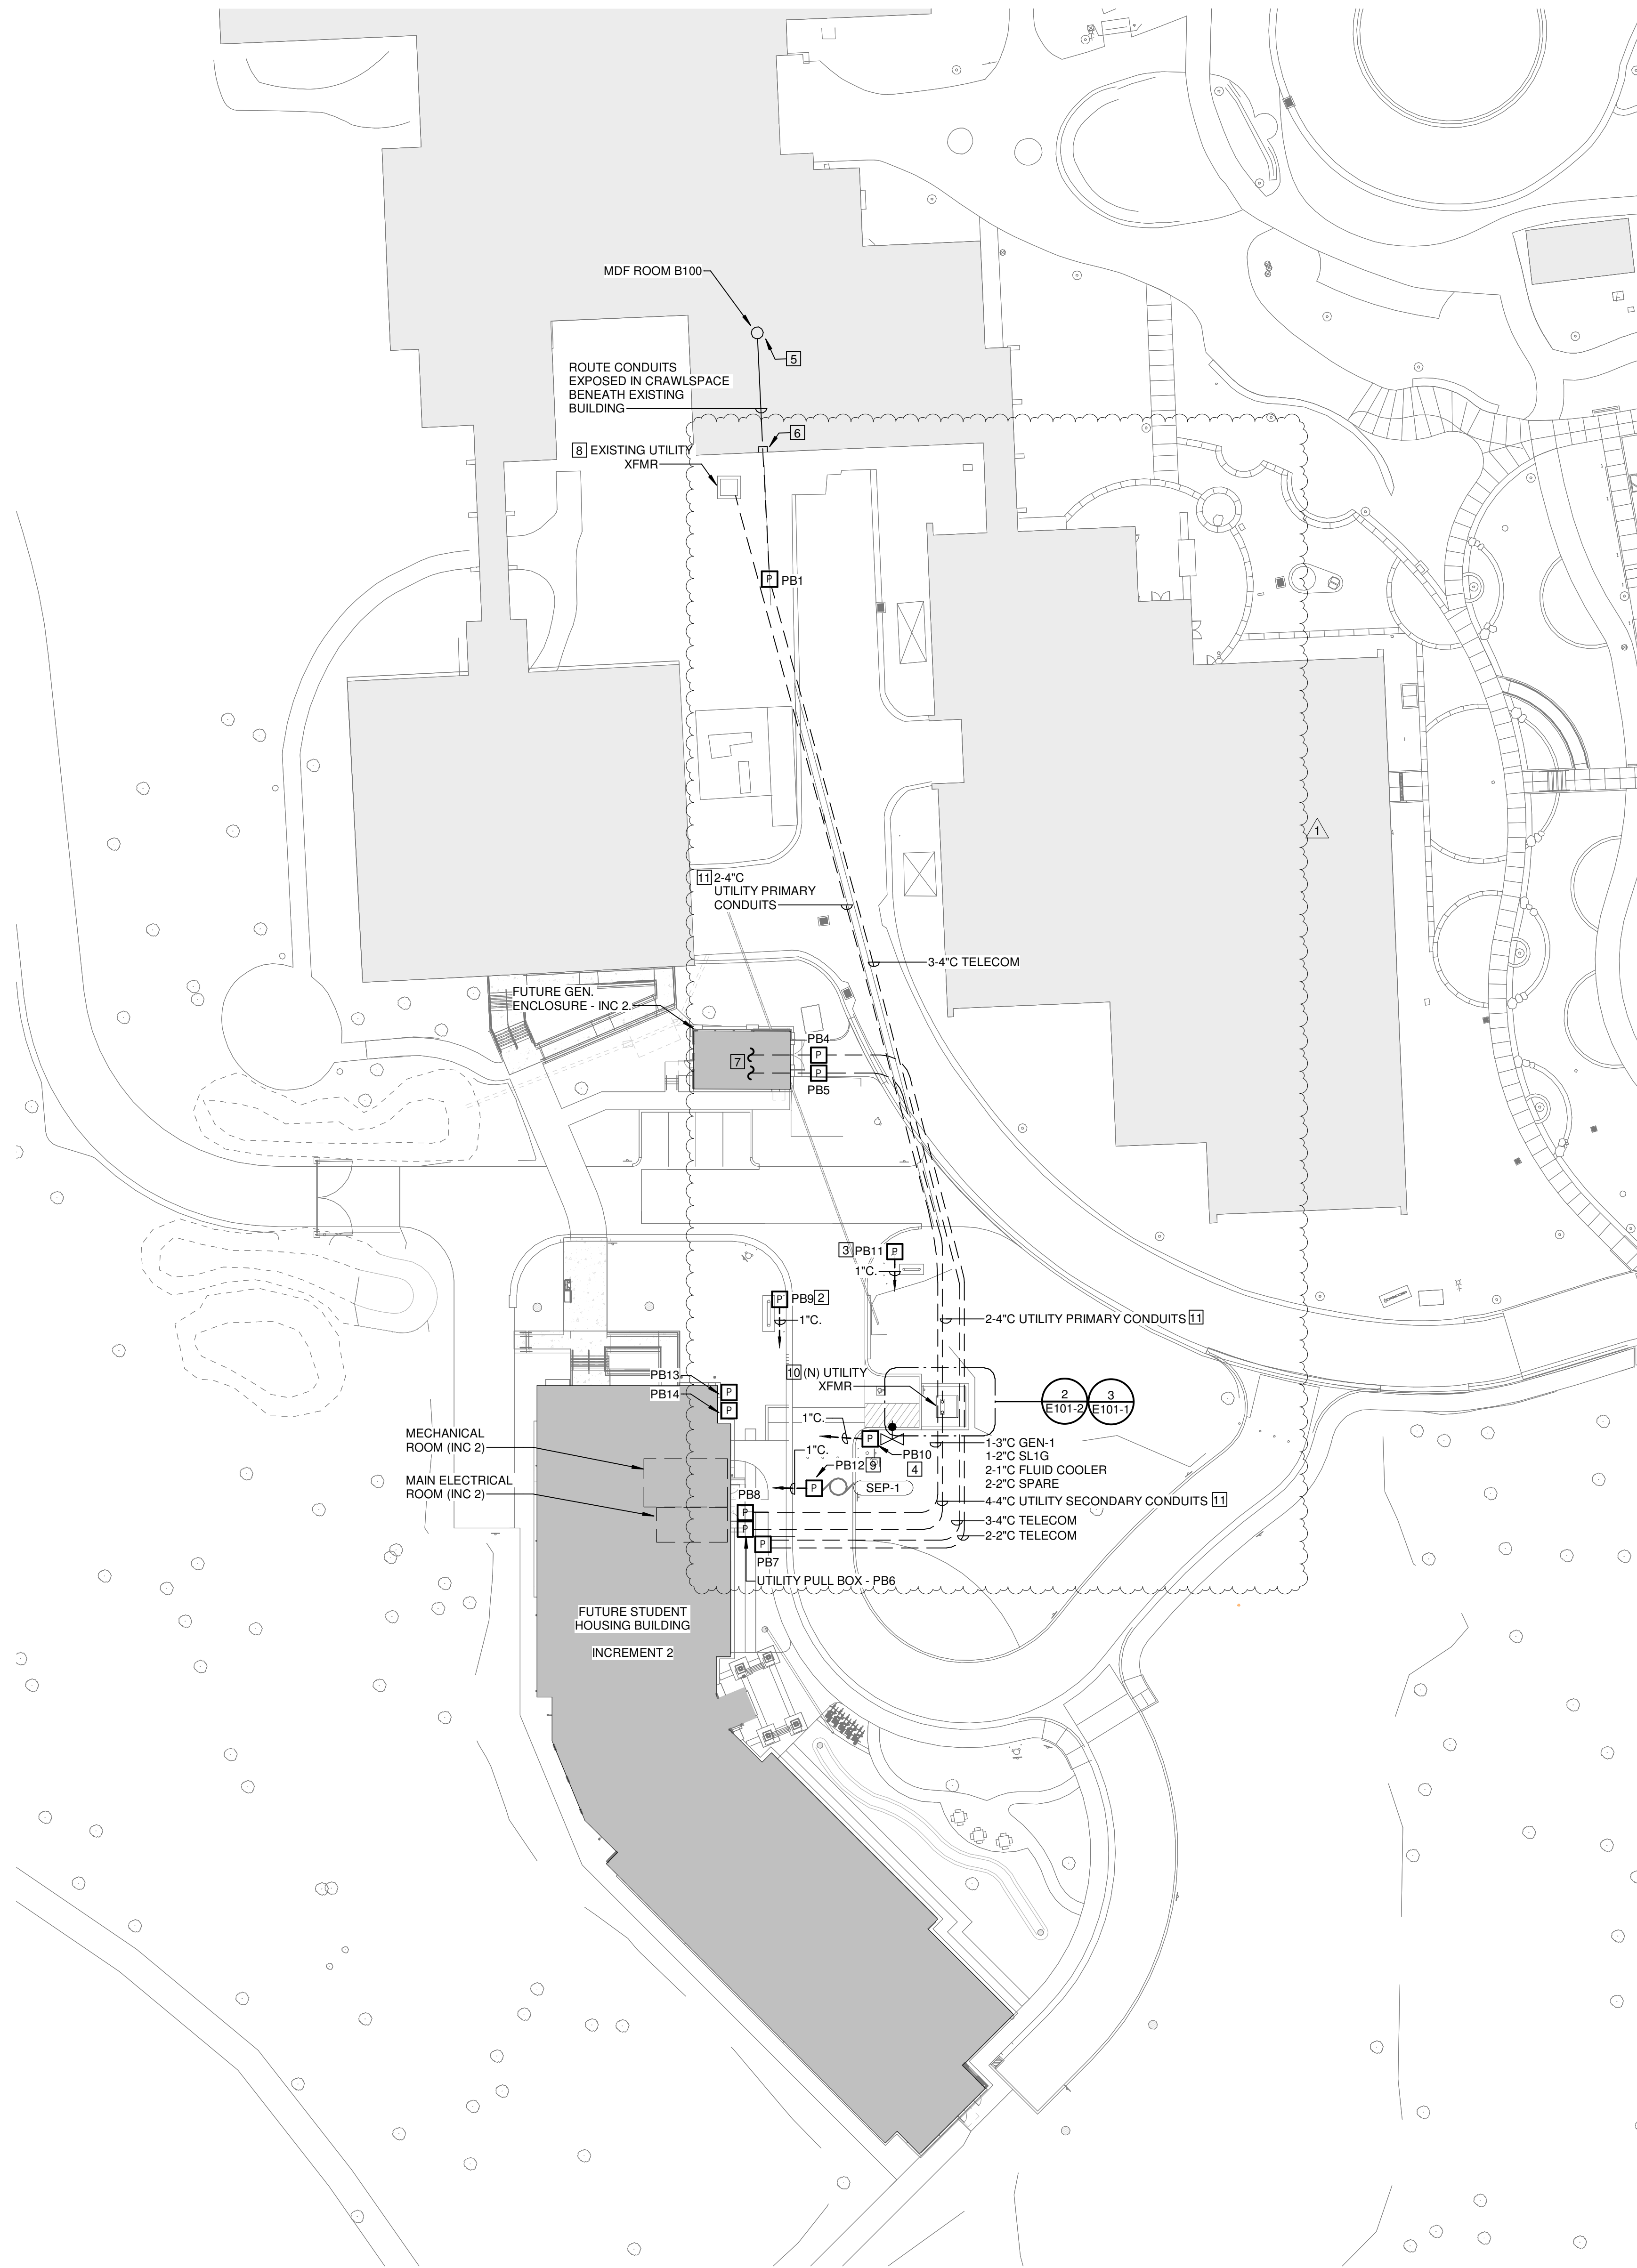 MDF ROOM B100
5
ROUTE CONDUITS
EXPOSED IN CRAWLSPACE
BENEATH EXISTING
BUILDING
6
8 EXISTING UTILITY
XFMR
P PB1
1
11 2-4"C
UTILITY PRIMARY
CONDUITS
3-4"C TELECOM
FUTURE GEN.
ENCLOSURE - INC 2.
PB4
P
7
P
PB5
3 PB11 P
1"C.
P PB9 2
1"C.
2-4"C UTILITY PRIMARY CONDUITS 11
PB13 P
PB14 P
10 (N) UTILITY
XFMR
2
E101-2
3
E101-1
1"C.
P
PB10
4
MECHANICAL
ROOM (INC 2)
1"C.
PB12 9
P
SEP-1
MAIN ELECTRICAL
ROOM (INC 2)
1-3"C GEN-1
1-2"C SL1G
2-1"C FLUID COOLER
2-2"C SPARE
4-4"C UTILITY SECONDARY CONDUITS 11
3-4"C TELECOM
2-2"C TELECOM
PB8
P
P
P
PB7
UTILITY PULL BOX - PB6
FUTURE STUDENT
HOUSING BUILDING
INCREMENT 2